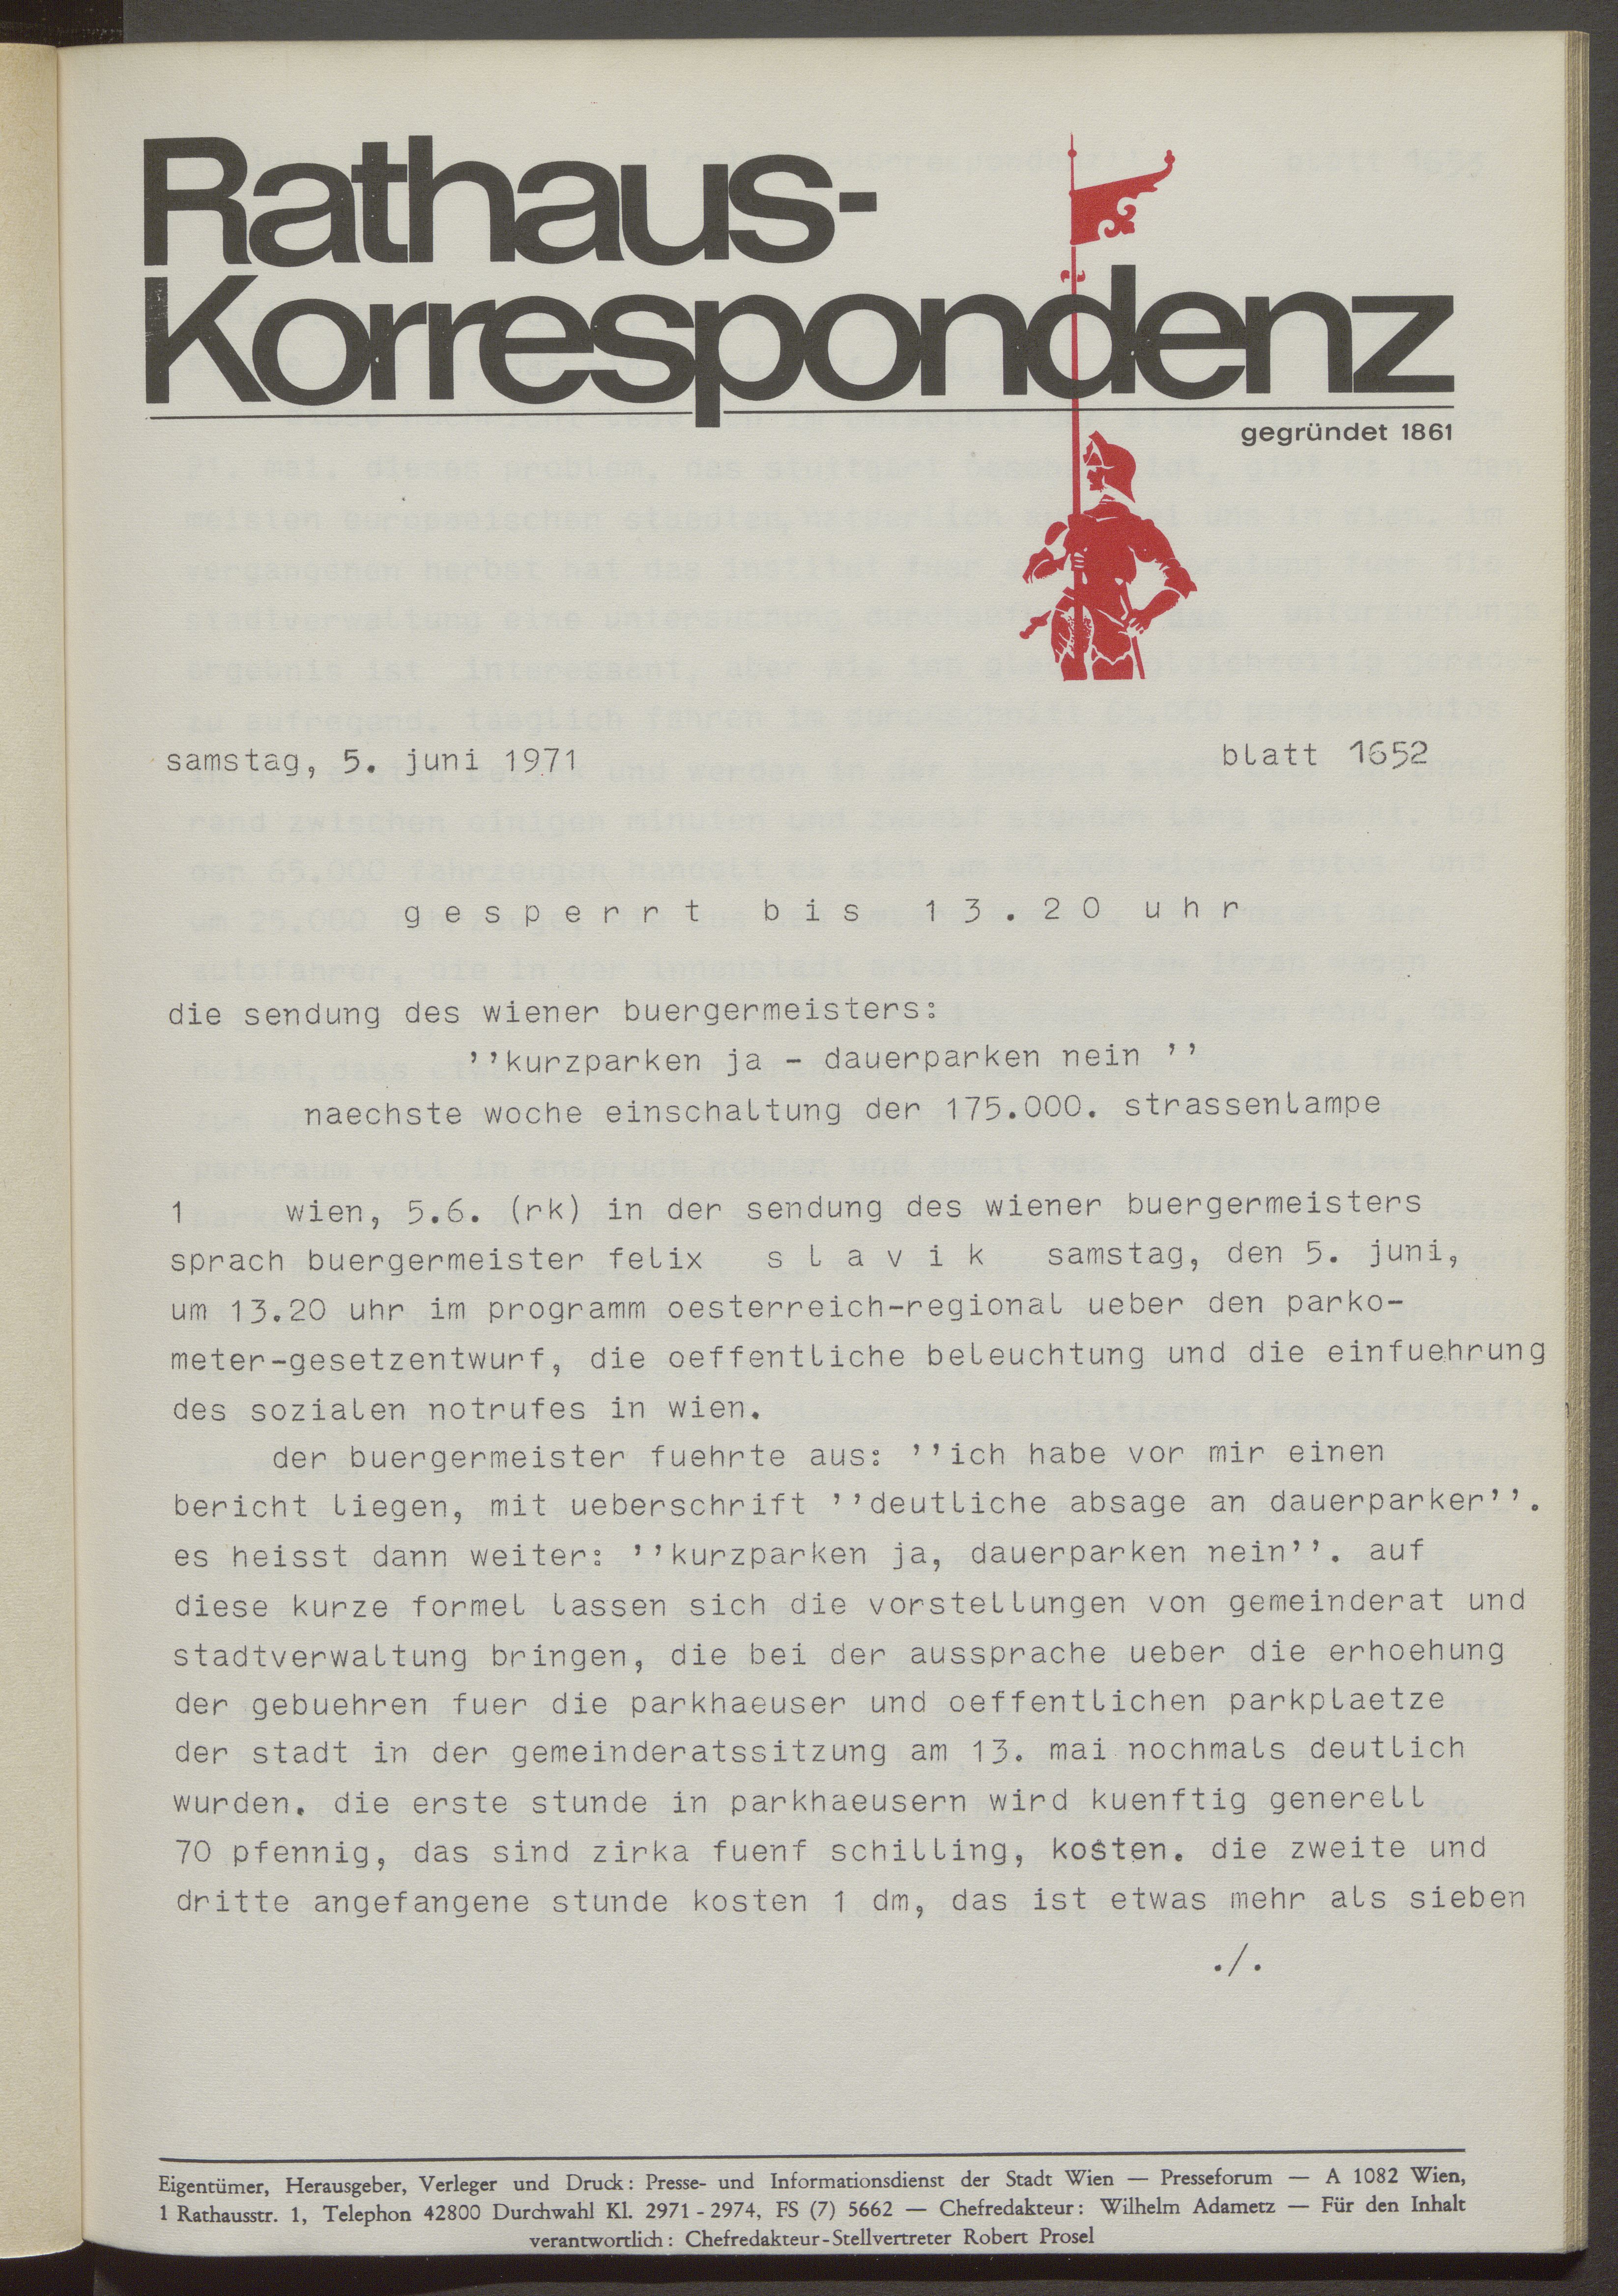 Rathaus-
Korrespondenz
gegründet 1861
samstag, 5. juni 1971 blatt 1652
gesperrt bis 13.20 uhr
die sendung des wiener buergermeisters:
''kurzparken ja - dauerparken nein ''
naechste woche einschaltung der 175.000. strassenlampe
1 wien, 5.6. (rk) in der sendung des wiener buergermeisters
sprach buergermeister felix slavik samstag, den 5. juni,
um 13.20 uhr im programm oesterreich-regional ueber den parko-
meter-gesetzentwurf, die oeffentliche beleuchtung und die einfuehrung
des sozialen notrufes in wien.
der buergermeister fuehrte aus: ''ich habe vor mir einen
bericht liegen, mit ueberschrift ''deutliche absage an dauerparker''.
es heisst dann weiter: ''kurzparken ja, dauerparken nein''. auf
diese kurze formel lassen sich die vorstellungen von gemeinderat und
stadtverwaltung bringen, die bei der aussprache ueber die erhoehung
der gebuehren fuer die parkhaeuser und oeffentlichen parkplaetze
der stadt in der gemeinderatssitzung am 13. mai nochmals deutlich
wurden. die erste stunde in parkhaeusern wird kuenftig generell
70 pfennig, das sind zirka fuenf schilling, kosten. die zweite und
dritte angefangene stunde kosten 1 dm, das ist etwas mehr als sieben
./.
Eigentümer, Herausgeber, Verleger und Druck: Presse- und Informationsdienst der Stadt Wien — Presseforum — A 1082 Wien,
1 Rathausstr. 1, Telephon 42800 Durchwahl Kl. 2971 - 2974, FS (7) 5662 — Chefredakteur: Wilhelm Adametz — Für den Inhalt
verantwortlich: Chefredakteur-Stellvertreter Robert Prosel